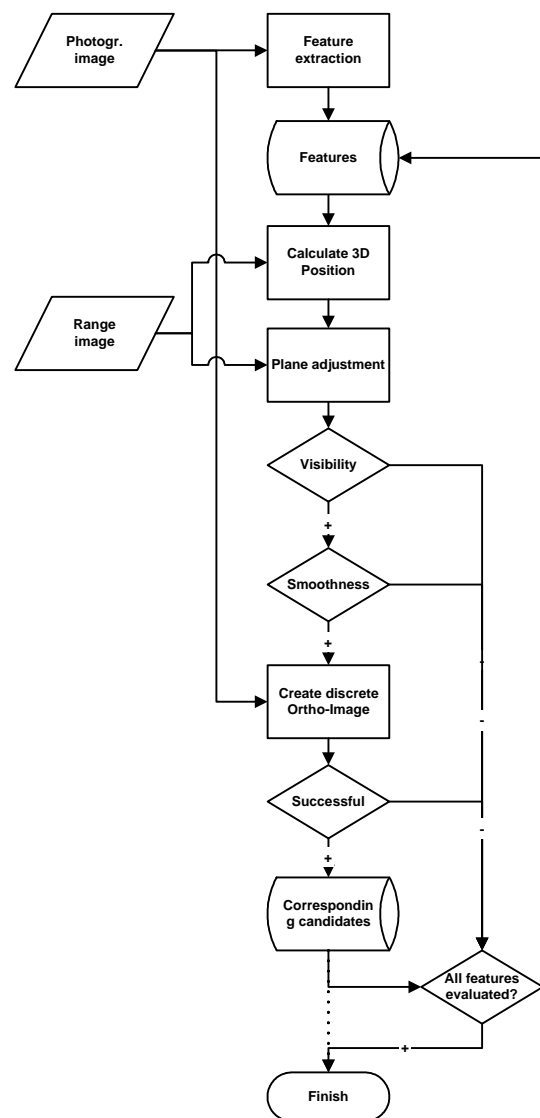 Photogr.
image
Feature
extraction
Features
Calculate 3D
Position
Range
image
Plane adjustment
Visibility
+
Smoothness
+
-
Create discrete
Ortho-Image
-
Successful
-
+
Correspondin
g candidates
All features
evaluated?
+
Finish